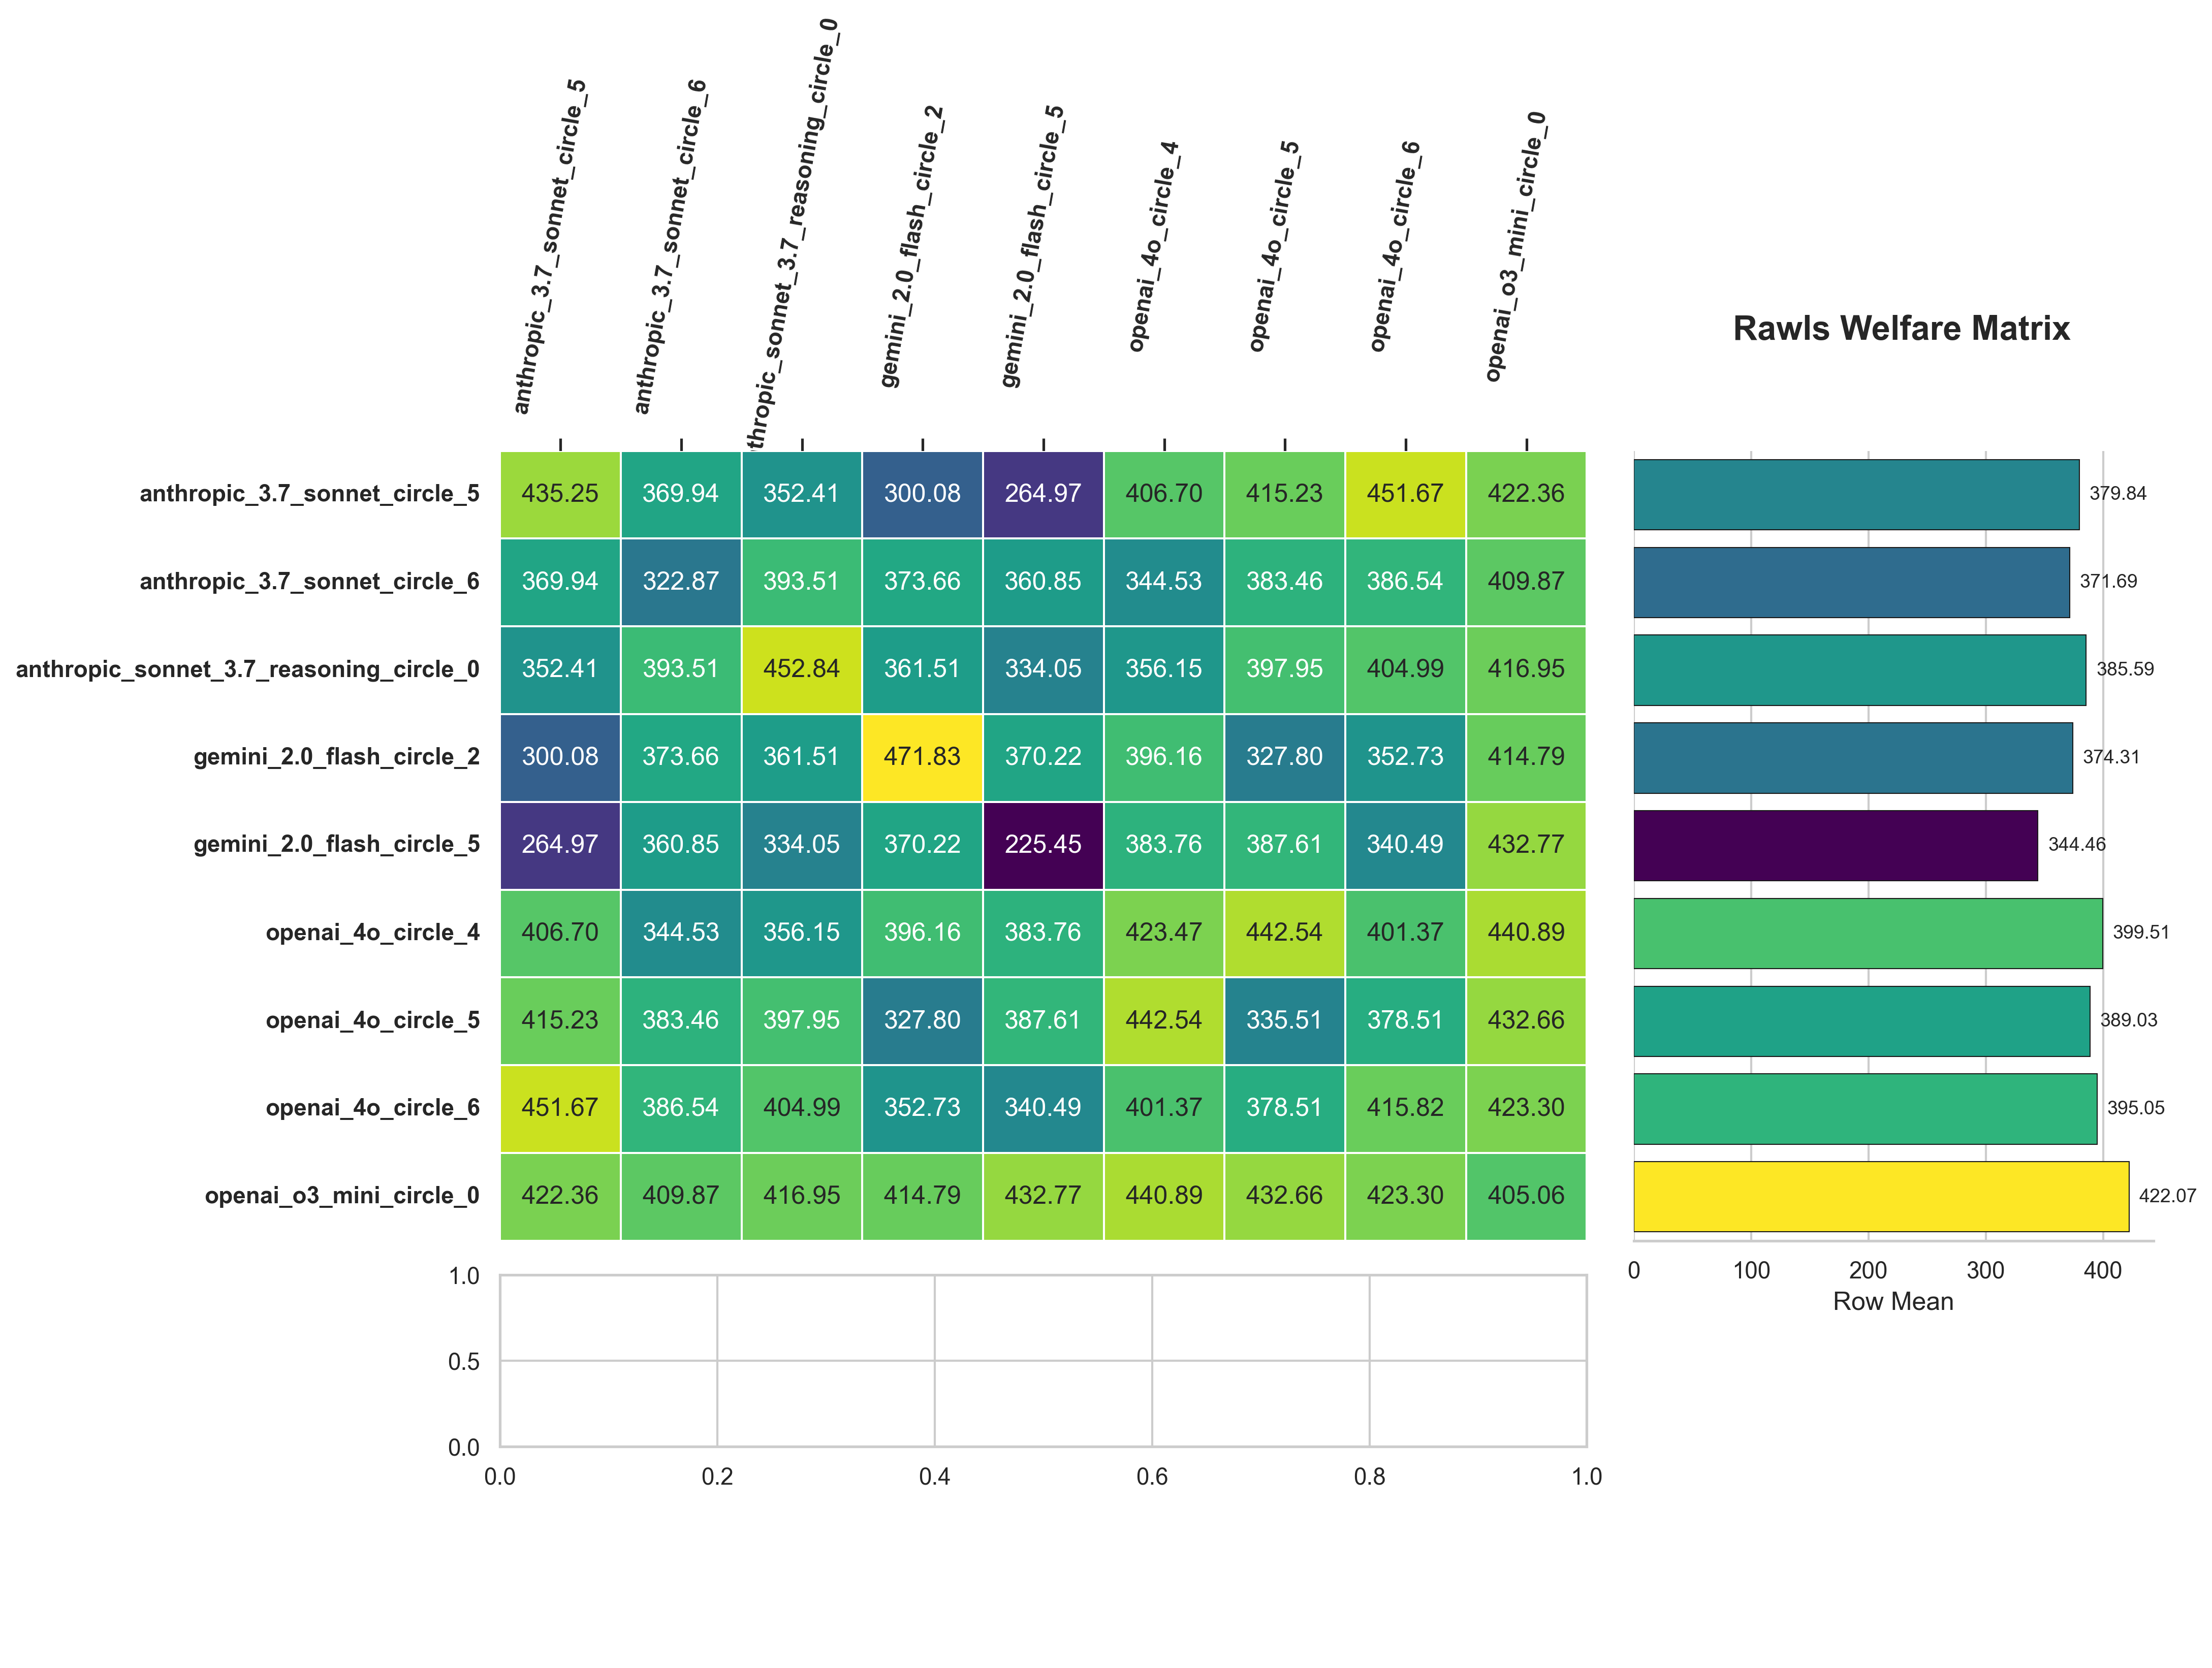 anthropic_3.7_sonnet_circle_5
anthropic_3.7_sonnet_circle_6
thropic_sonnet_3.7_reasoning_circle_0
gemini_2.0_flash_circle_2
gemini_2.0_flash_circle_5
openai_4o_circle_4
openai_4o_circle_5
openai_4o_circle_6
openai_o3_mini_circle_0
Rawls Welfare Matrix
anthropic_3.7_sonnet_circle_5 435.25 369.94 352.41 300.08 264.97 406.70 415.23 451.67 422.36 379.84
anthropic_3.7_sonnet_circle_6 369.94 322.87 393.51 373.66 360.85 344.53 383.46 386.54 409.87 371.69
anthropic_sonnet_3.7_reasoning_circle_0 352.41 393.51 452.84 361.51 334.05 356.15 397.95 404.99 416.95 385.59
gemini_2.0_flash_circle_2 300.08 373.66 361.51 471.83 370.22 396.16 327.80 352.73 414.79 374.31
gemini_2.0_flash_circle_5 264.97 360.85 334.05 370.22 225.45 383.76 387.61 340.49 432.77 344.46
openai_4o_circle_4 406.70 344.53 356.15 396.16 383.76 423.47 442.54 401.37 440.89 399.51
openai_4o_circle_5 415.23 383.46 397.95 327.80 387.61 442.54 335.51 378.51 432.66 389.03
openai_4o_circle_6 451.67 386.54 404.99 352.73 340.49 401.37 378.51 415.82 423.30 395.05
openai_o3_mini_circle_0 422.36 409.87 416.95 414.79 432.77 440.89 432.66 423.30 405.06 422.07
0 100 200 300 400
Row Mean
1.0
0.5
0.0
0.0 0.2 0.4 0.6 0.8 1.0